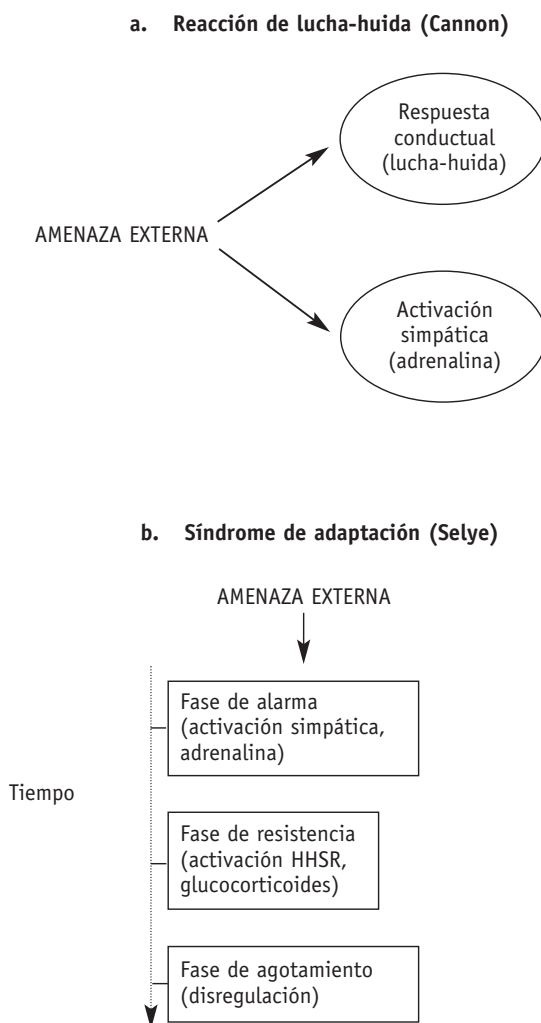 a. Reacción de lucha-huida (Cannon)
Respuesta
conductual
(lucha-huida)
AMENAZA EXTERNA
Activación
simpática
(adrenalina)
b. Síndrome de adaptación (Selye)
AMENAZA EXTERNA
Fase de alarma
(activación simpática,
adrenalina)
Tiempo
Fase de resistencia
(activación HHSR,
glucocorticoides)
Fase de agotamiento
(disregulación)